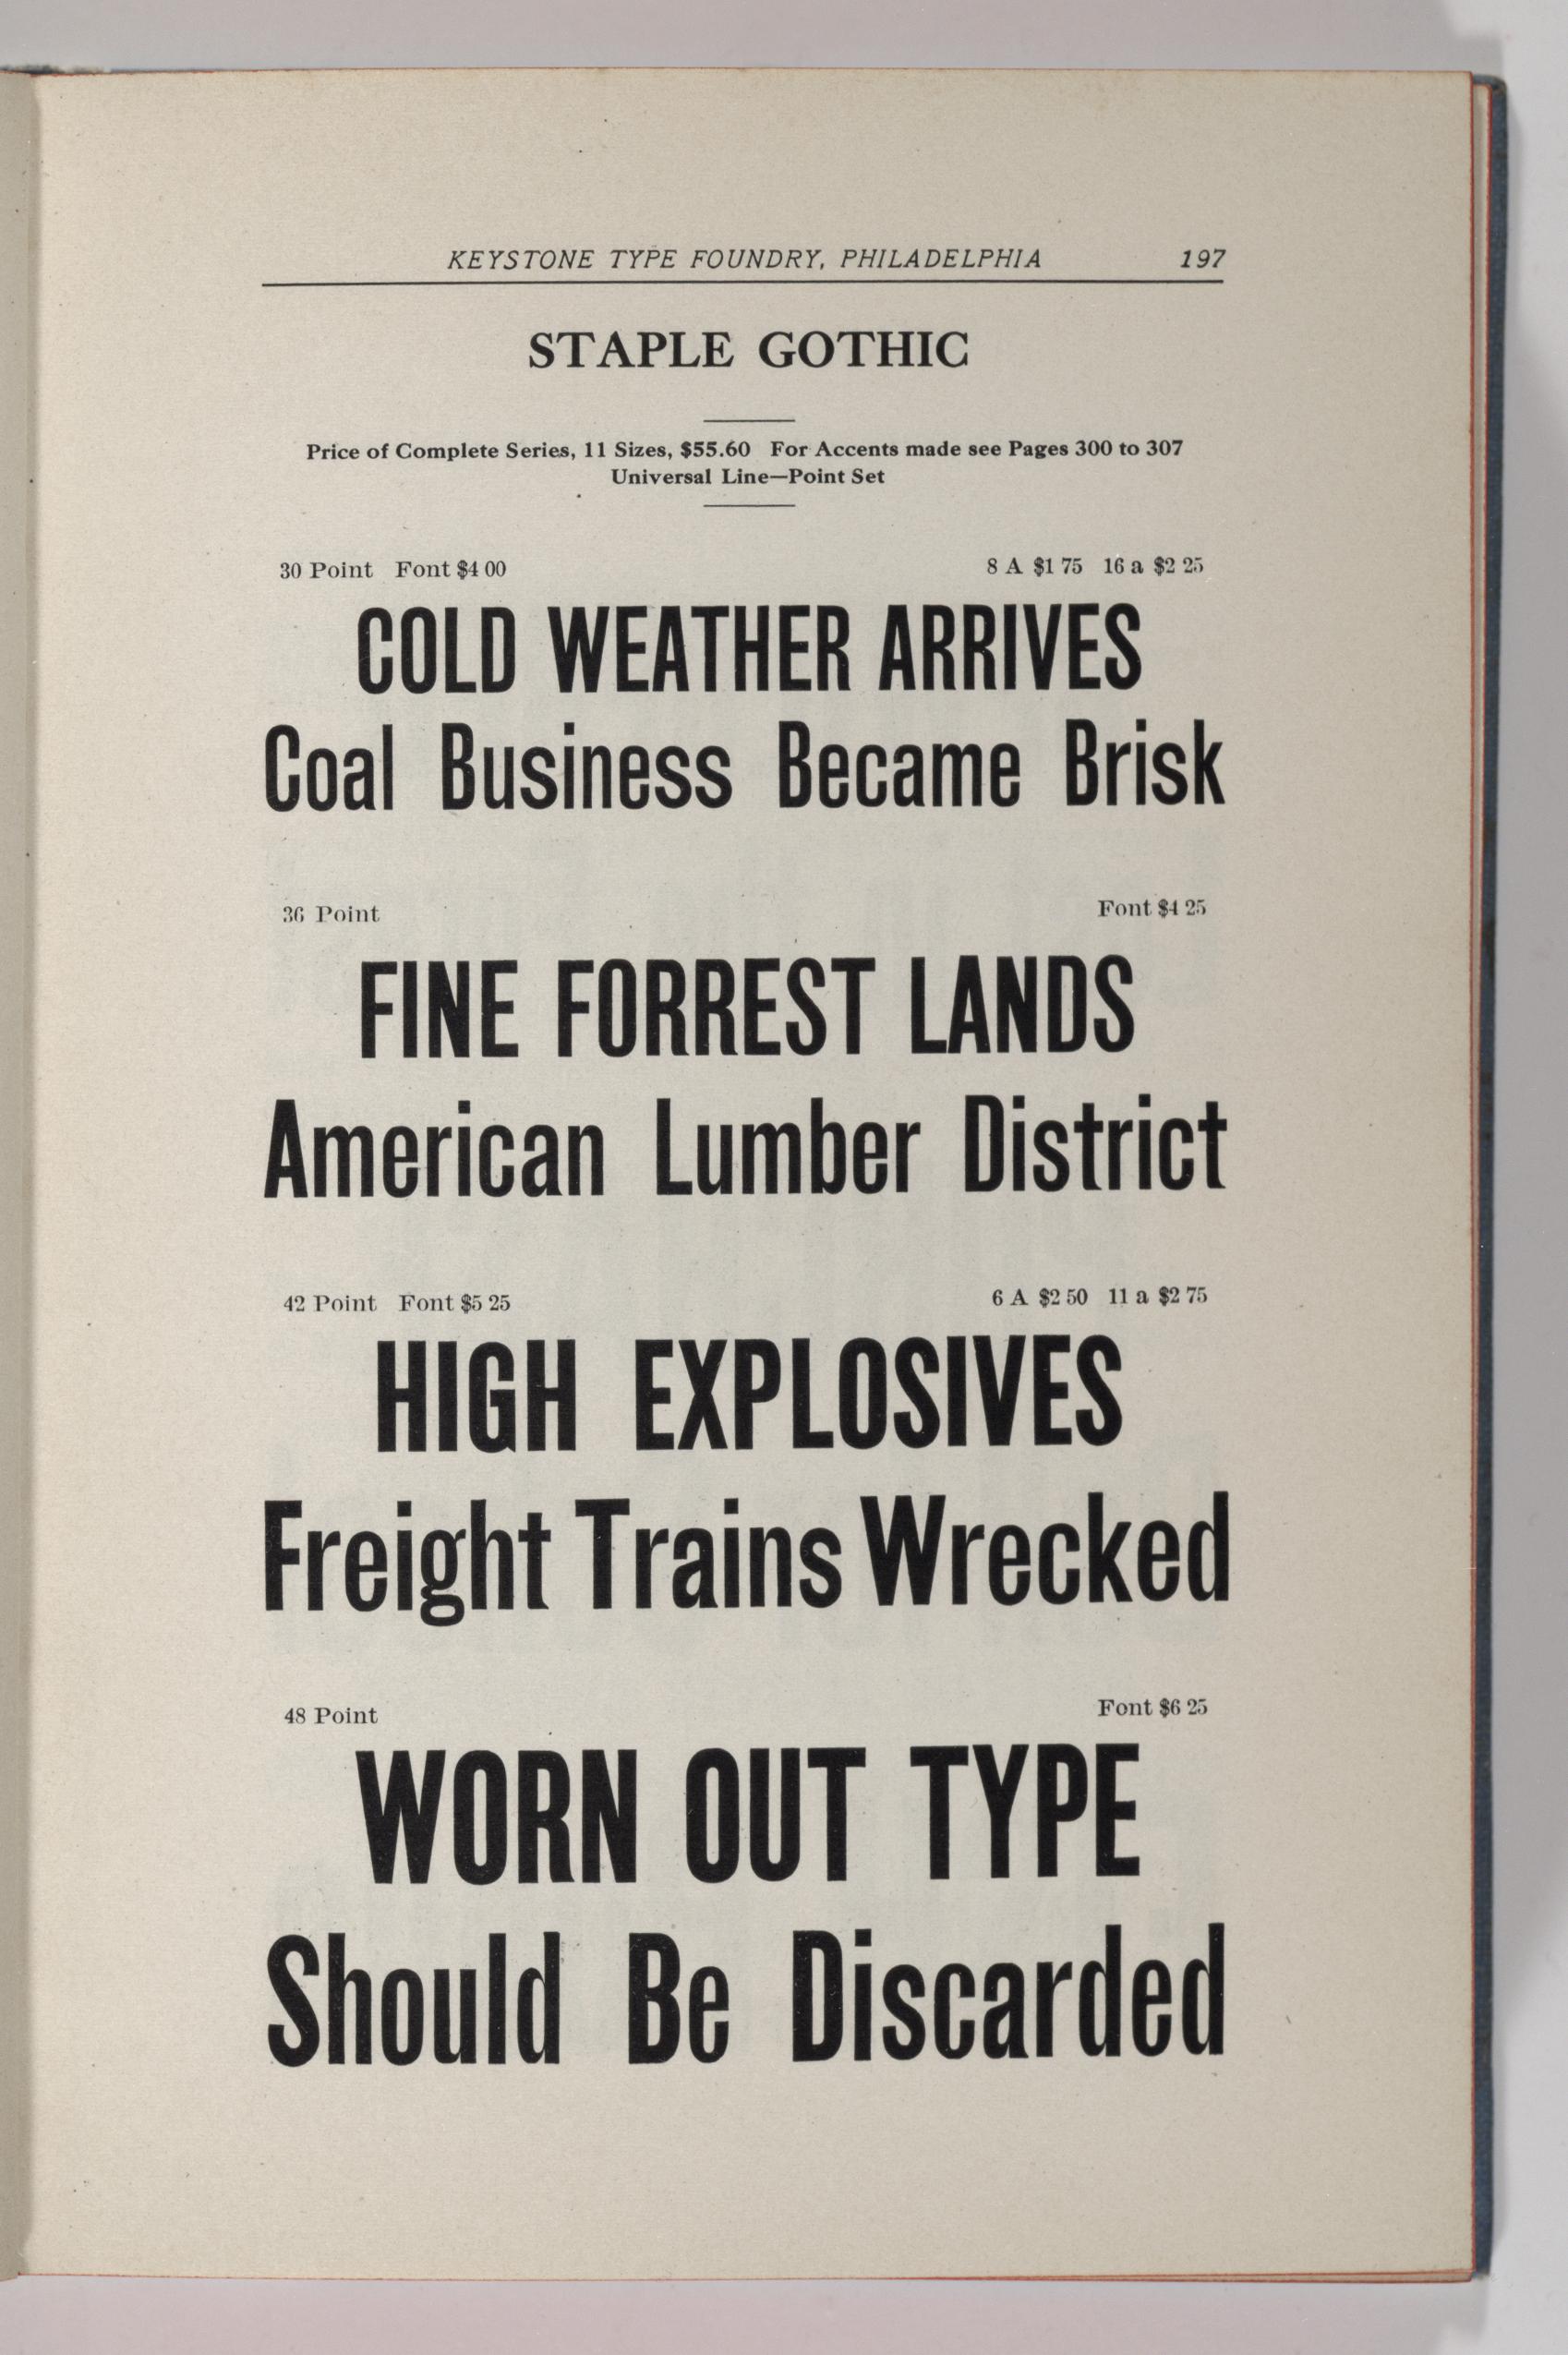 KEYSTONE TYPE FOUNDRY, PHILADELPHIA 197
STAPLE GOTHIC
Price of Complete Series, 11 Sizes, $55.60 For Accents made see Pages 300 to 307
Universal Line—Point Set
30 Point Font $4 00 8 A $1 75 16 a $2 25
COLD WEATHER ARRIVES
Coal Business Became Brisk
36 Point Font $4 25
FINE FORREST LANDS
American Lumber District
42 Point Font $5 25 6 A $2 50 11 a $2 75
HIGH EXPLOSIVES
Freight Trains Wrecked
48 Point Font $6 25
WORN OUT TYPE
Should Be Discarded